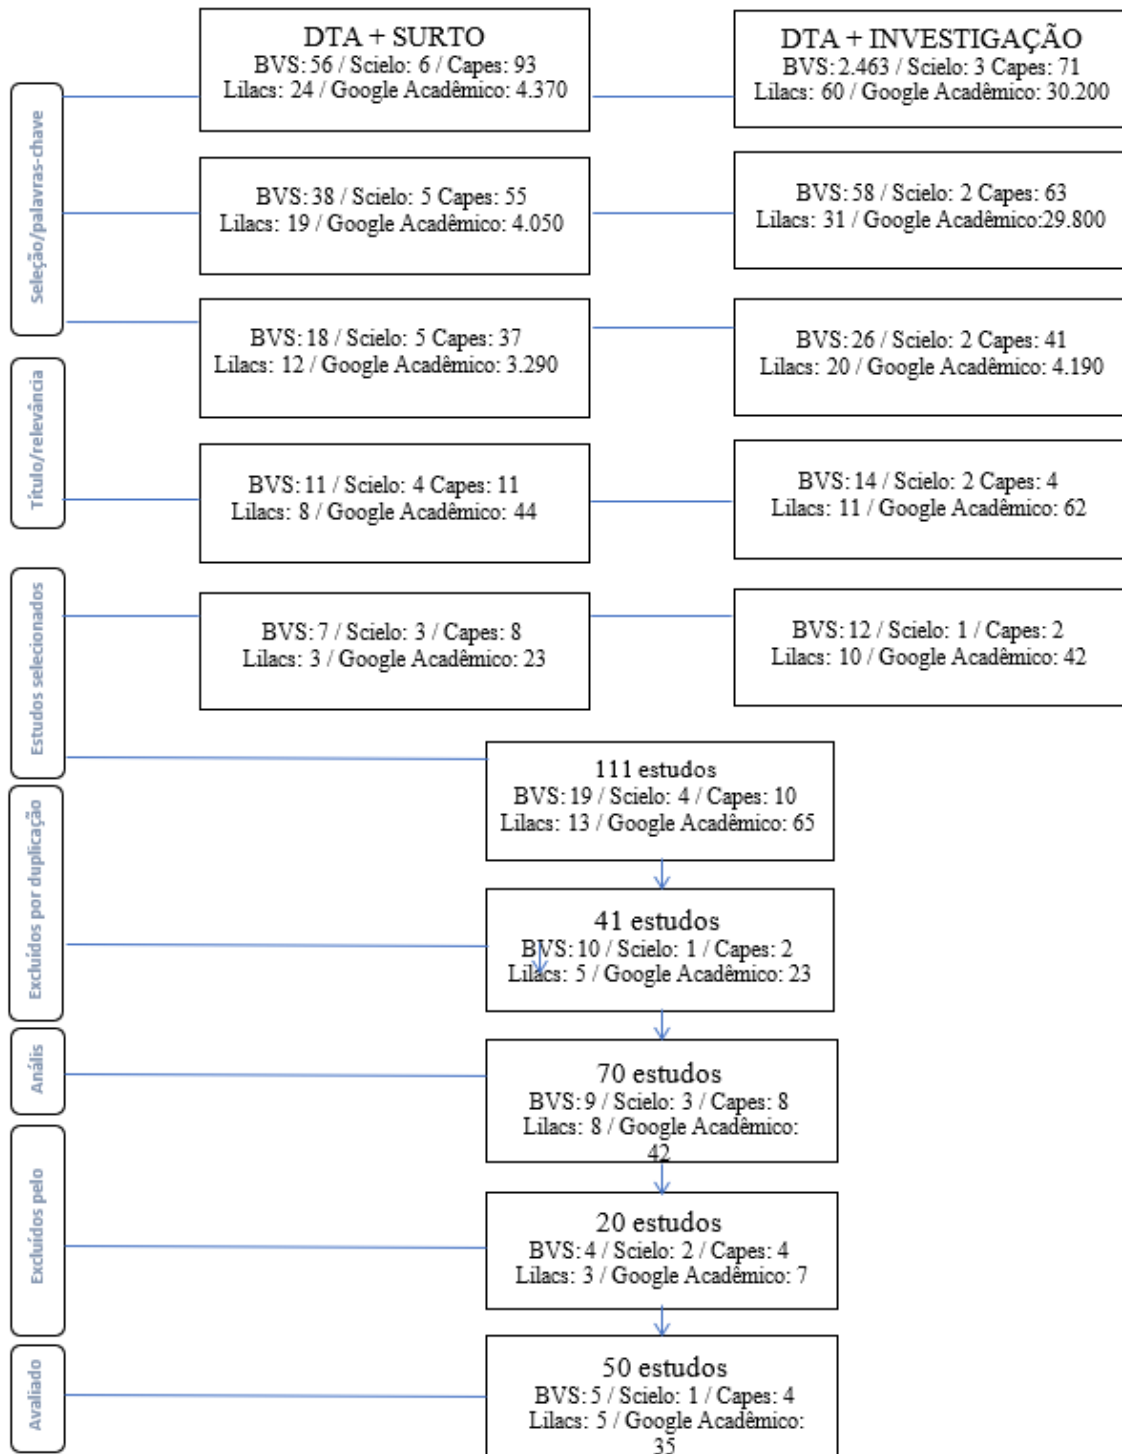 DTA + SURTO
BVS: 56 / Scielo: 6 / Capes: 93
Lilacs: 24 / Google Acadêmico: 4.370
DTA + INVESTIGAÇÃO
BVS: 2.463 / Scielo: 3 Capes: 71
Lilacs: 60 / Google Acadêmico: 30.200
Seleção/palavras-chave
BVS: 38 / Scielo: 5 Capes: 55
Lilacs: 19 / Google Acadêmico: 4.050
BVS: 58 / Scielo: 2 Capes: 63
Lilacs: 31 / Google Acadêmico:29.800
BVS: 18 / Scielo: 5 Capes: 37
Lilacs: 12 / Google Acadêmico: 3.290
BVS: 26 / Scielo: 2 Capes: 41
Lilacs: 20 / Google Acadêmico: 4.190
Título/relevância
BVS: 11 / Scielo: 4 Capes: 11
Lilacs: 8 / Google Acadêmico: 44
BVS: 14 / Scielo: 2 Capes: 4
Lilacs: 11 / Google Acadêmico: 62
Estudos selecionados
BVS: 7 / Scielo: 3 / Capes: 8
Lilacs: 3 / Google Acadêmico: 23
BVS: 12 / Scielo: 1 / Capes: 2
Lilacs: 10 / Google Acadêmico: 42
111 estudos
BVS: 19 / Scielo: 4 / Capes: 10
Lilacs: 13 / Google Acadêmico: 65
Excluídos por duplicação
41 estudos
BVS: 10 / Scielo: 1 / Capes: 2
Lilacs: 5 / Google Acadêmico: 23
Anális
70 estudos
BVS: 9 / Scielo: 3 / Capes: 8
Lilacs: 8 / Google Acadêmico:
42
Excluídos pelo
20 estudos
BVS: 4 / Scielo: 2 / Capes: 4
Lilacs: 3 / Google Acadêmico: 7
Avaliado
50 estudos
BVS: 5 / Scielo: 1 / Capes: 4
Lilacs: 5 / Google Acadêmico:
35